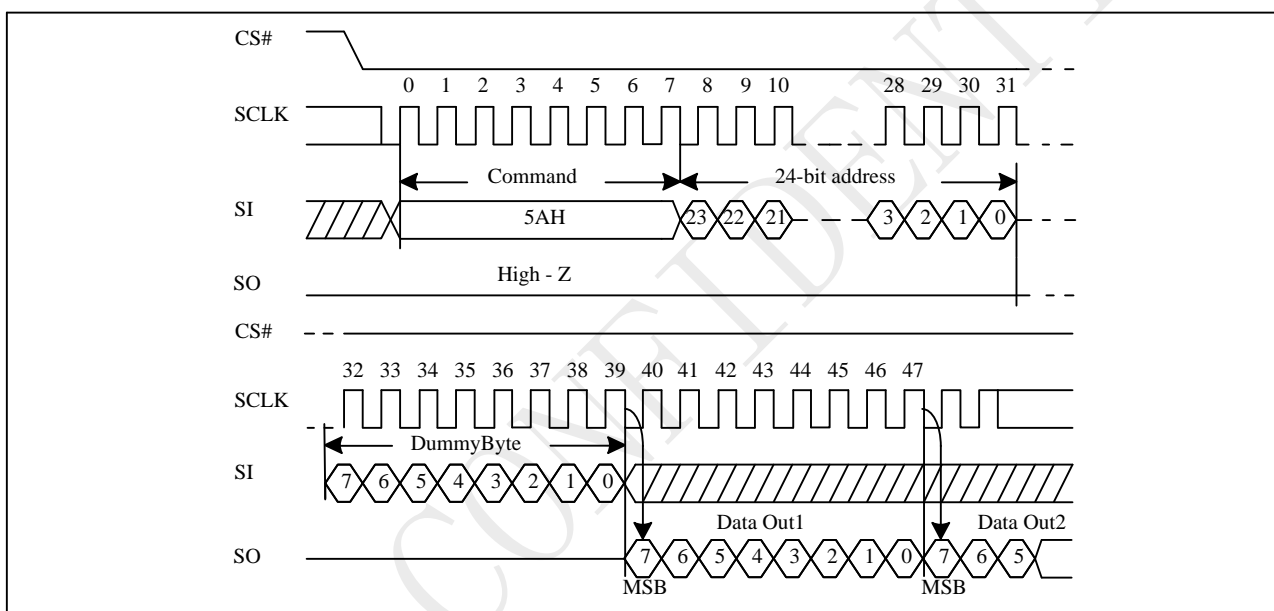 CS#
0 1 2 3 4 5 6 7 8 9 10 28 29 30 31
SCLK
Command 24-bit address
SI 5AH 23 22 21 3 2 1 0
SO High - Z
CS#
32 33 34 35 36 37 38 39 40 41 42 43 44 45 46 47
SCLK
DummyByte
SI 7 6 5 4 3 2 1 0
Data Out1 Data Out2
SO 7 6 5 4 3 2 1 0 7 6 5
MSB MSB
CONFIDENT